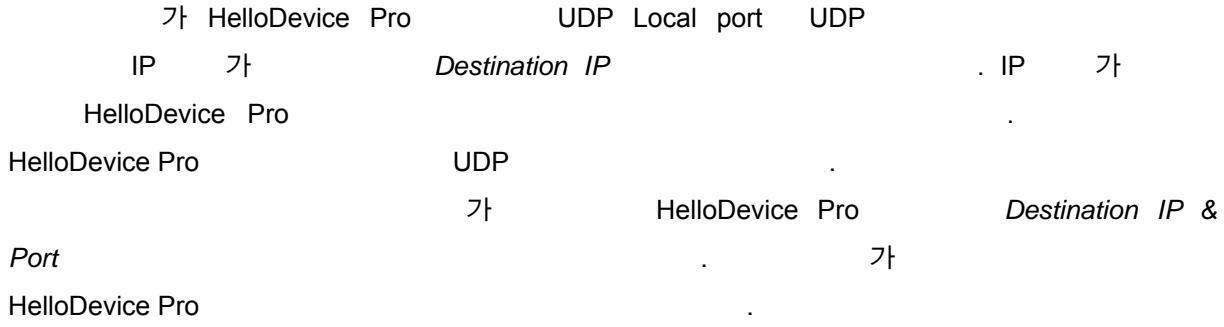 가 HelloDevice Pro UDP Local port UDP
IP 가 Destination IP . IP 가
HelloDevice Pro .
HelloDevice Pro UDP .
가 HelloDevice Pro Destination IP &
Port . 가
HelloDevice Pro .